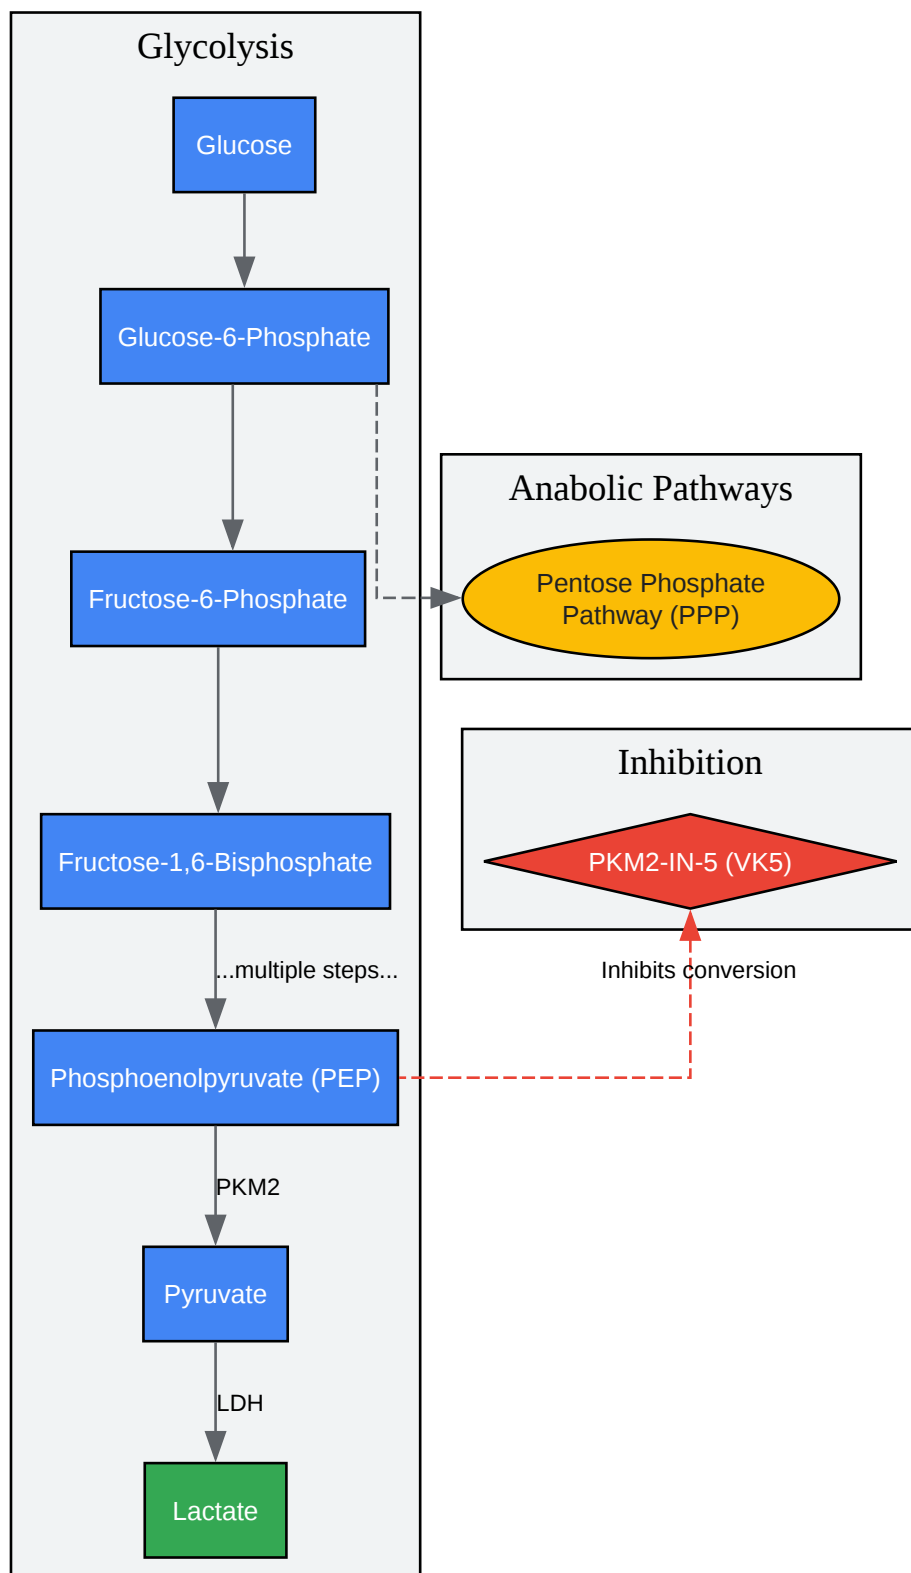 Glycolysis
Glucose
Glucose-6-Phosphate
Anabolic Pathways
Fructose-6-Phosphate
Pentose Phosphate
Pathway (PPP)
Inhibition
Fructose-1,6-Bisphosphate
PKM2-IN-5 (VK5)
...multiple steps...
Inhibits conversion
Phosphoenolpyruvate (PEP)
PKM2
Pyruvate
LDH
Lactate